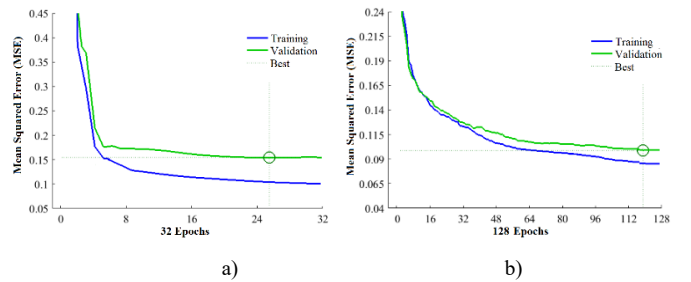 0.45
0.4
0.35
0.3
0.25
0.2
0.15
0.1
0.05
Mean Squared Error (MSE)
Training
Validation
Best
0 8 16 24 32
32 Epochs
a)
0.24
0.215
0.19
0.165
0.14
0.115
0.09
0.065
0.04
Mean Squared Error (MSE)
Training
Validation
Best
0 16 32 48 64 80 96 112 128
128 Epochs
b)